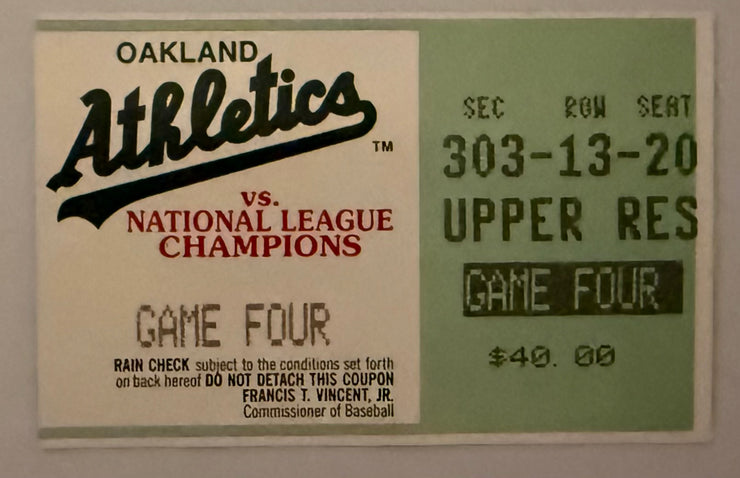 OAKLAND
Athletics TM
vs.
NATIONAL LEAGUE
CHAMPIONS
GAME FOUR
RAIN CHECK subject to the conditions set forth
on back hereof DO NOT DETACH THIS COUPON
FRANCIS T. VINCENT, JR.
Commissioner of Baseball
SEC ROW SEAT
303-13-20
UPPER RES
GAME FOUR
$40.00